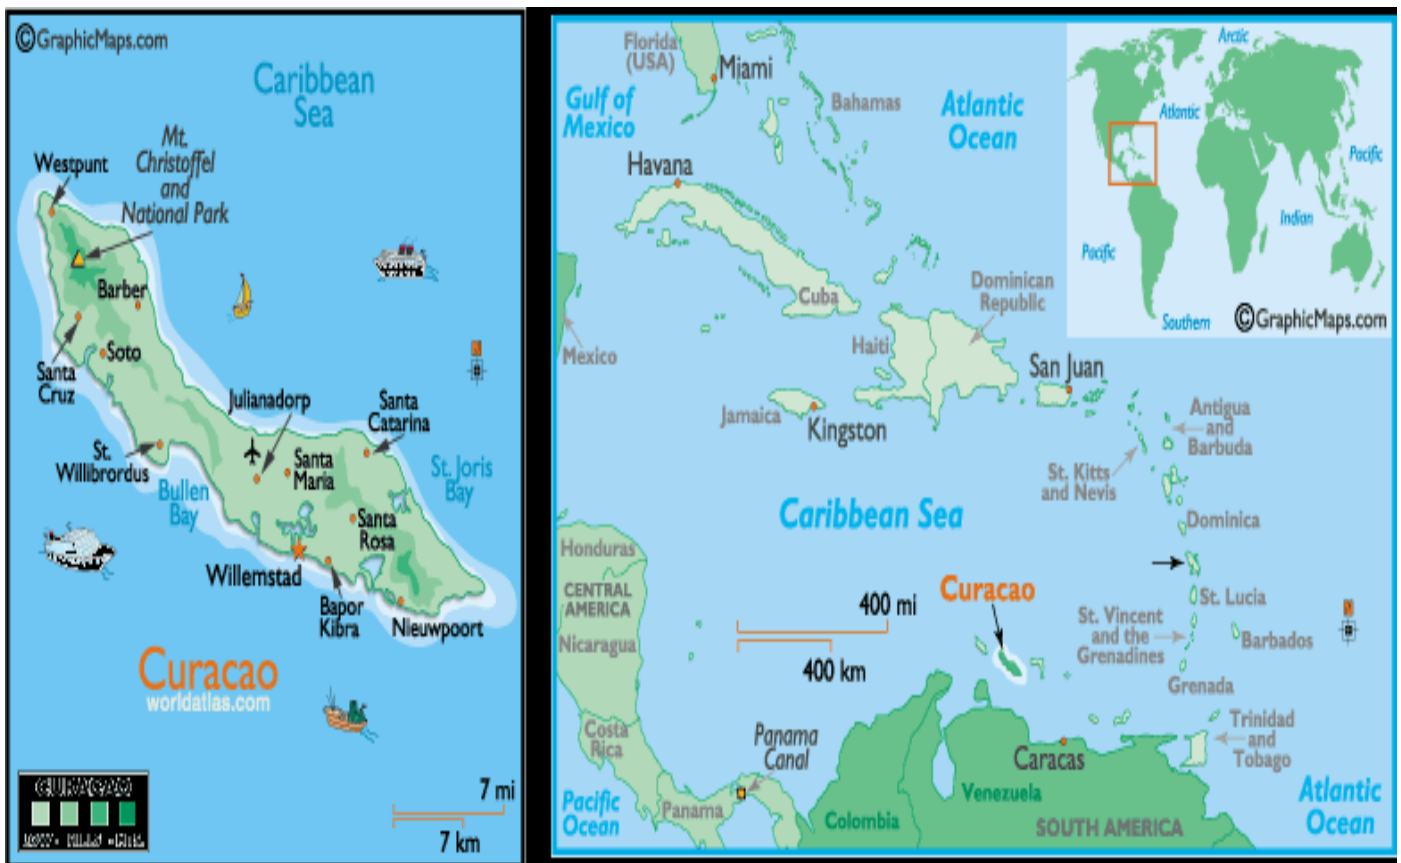 ©GraphicMaps.com
Caribbean
Sea
Mt.
Christoffel
and
National Park
Westpunt
Barber
Santa
Cruz
Soto
Julianadorp
Santa
Catarina
St.
Willibrordus
Bullen
Bay
Santa
Maria
St. Joris
Bay
Santa
Rosa
Willemstad
Bapor
Kibra
Nieuwpoort
Curacao
worldatlas.com
CURACAO
7 mi
7 km
Florida
(USA)
Miami
Gulf of
Mexico
Bahamas
Atlantic
Ocean
Havana
Cuba
Dominican
Republic
Mexico
Haiti
San Juan
Jamaica
Kingston
Antigua
and
Barbuda
St. Kitts
and Nevis
Caribbean Sea
Dominica
Honduras
CENTRAL
AMERICA
Nicaragua
400 mi
400 km
Curacao
St. Lucia
St. Vincent
and the
Grenadines
Barbados
Grenada
Costa
Rica
Panama
Canal
Trinidad
and
Tobago
Caracas
Pacific
Ocean
Panama
Colombia
Venezuela
SOUTH AMERICA
Atlantic
Ocean
Arctic
Atlantic
Pacific
Indian
Pacific
Southern
©GraphicMaps.com